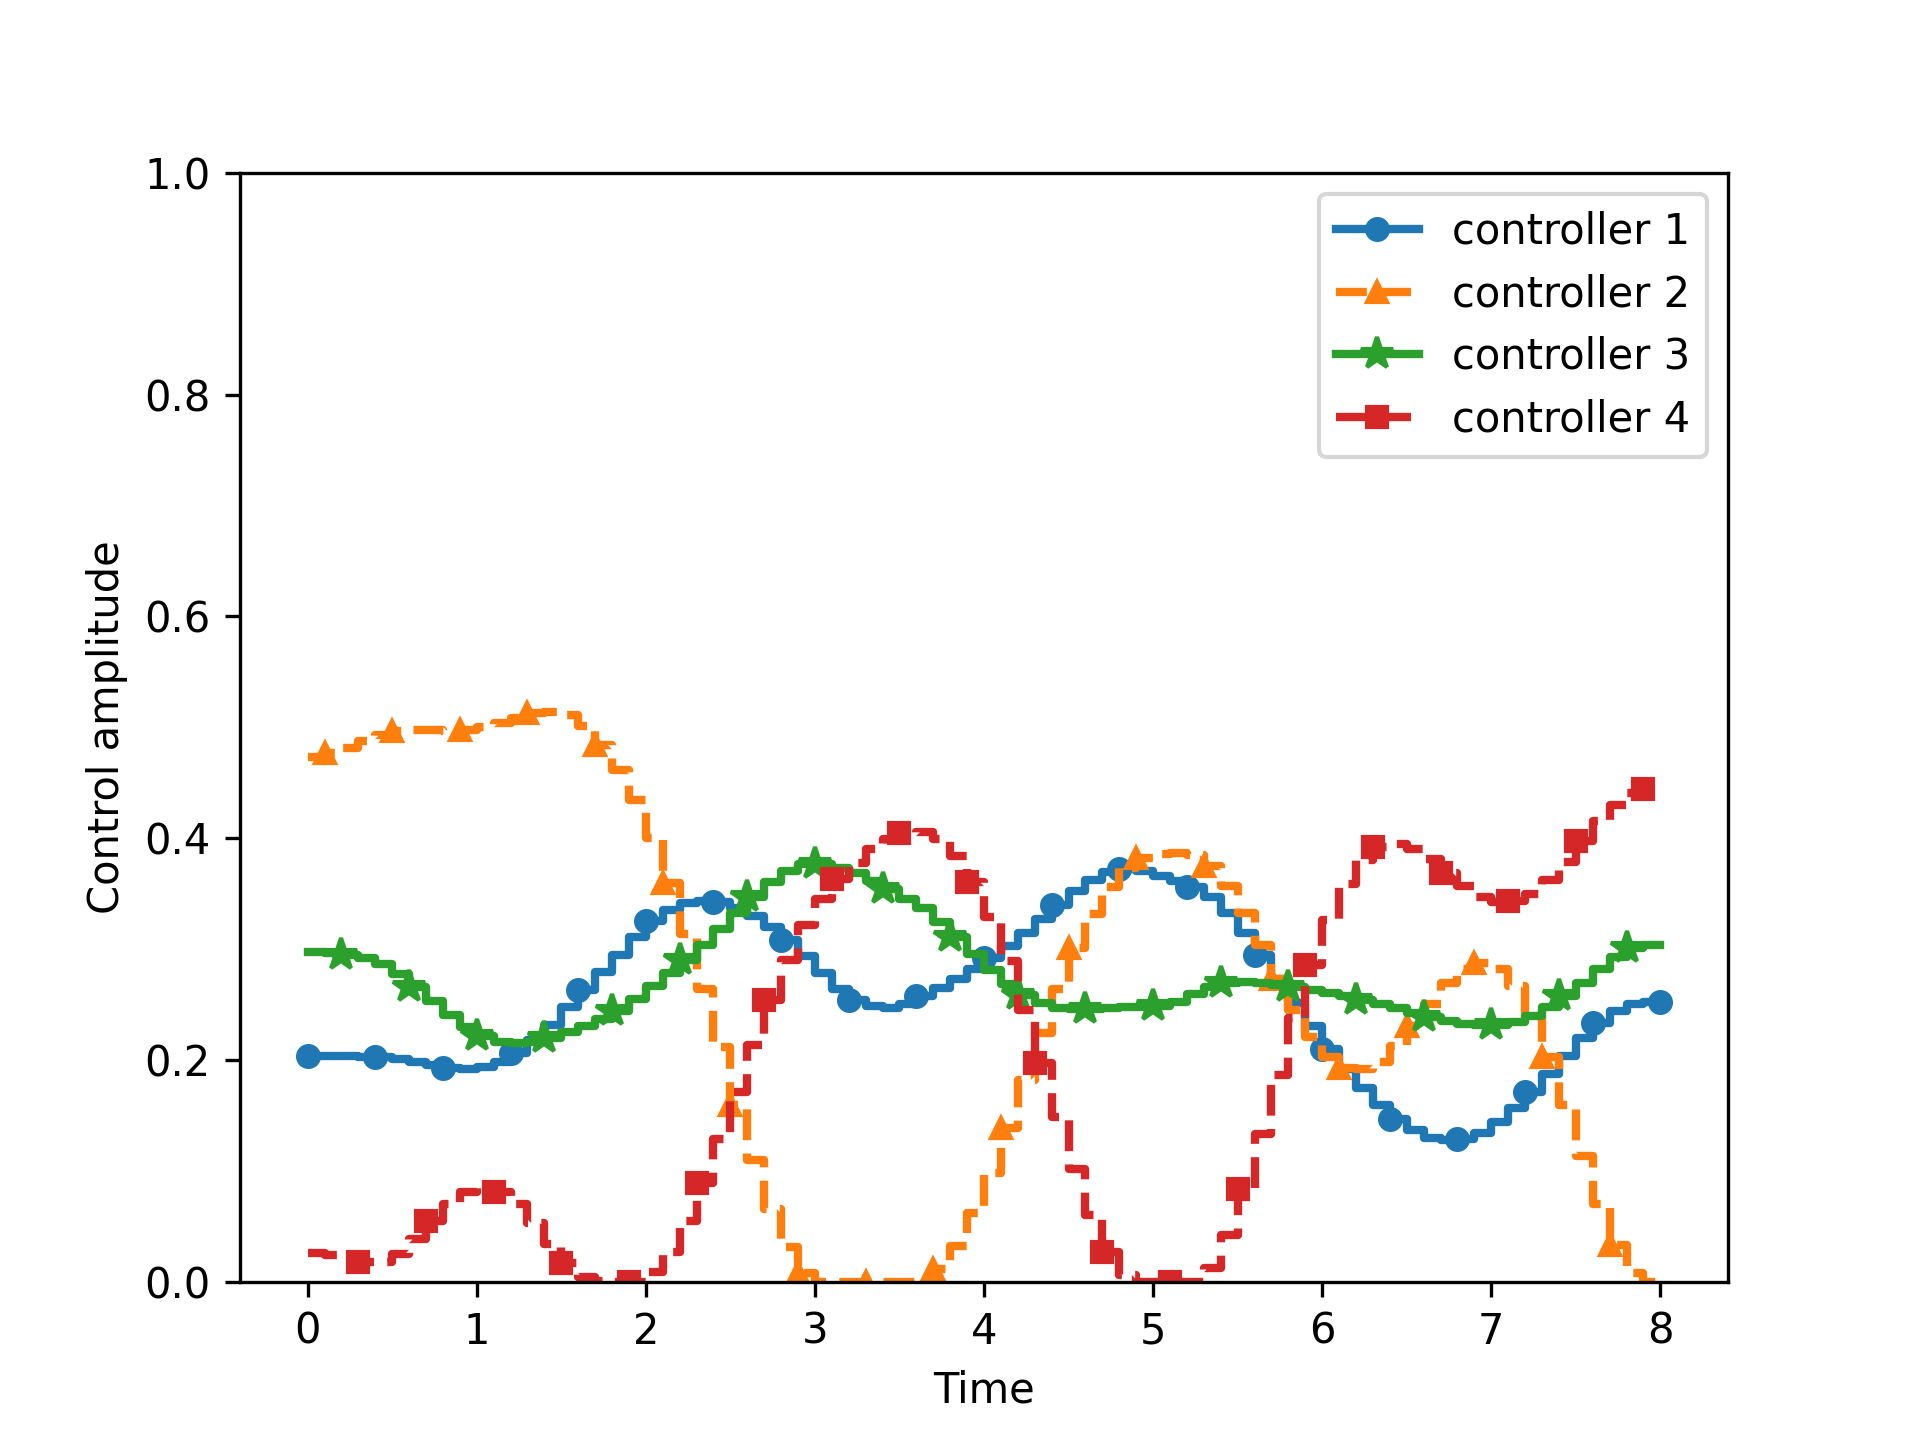 1.0
0.8
0.6
0.4
0.2
0.0
Control amplitude
0 1 2 3 4 5 6 7 8
Time
controller 1
controller 2
controller 3
controller 4